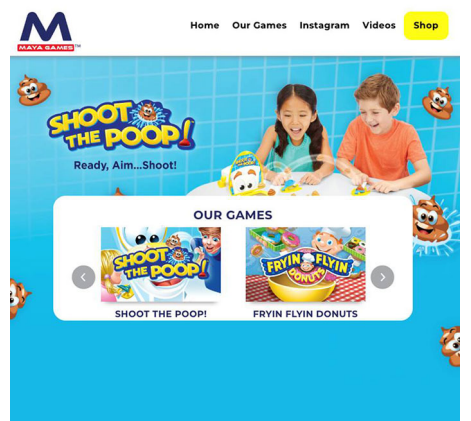 M
MAYA GAMES™
Home Our Games Instagram Videos Shop
SHOOT
THE POOP!
Ready, Aim...Shoot!
OUR GAMES
SHOOT
THE POOP!
FRYIN FLYIN
DONUTS
SHOOT THE POOP!
FRYIN FLYIN DONUTS